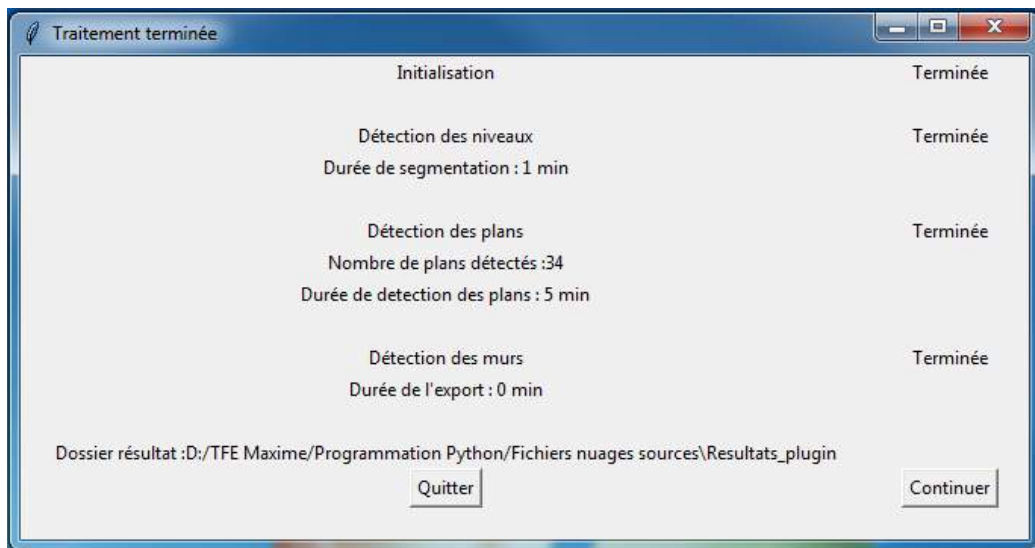 Traitement terminée
Initialisation Terminée
Détection des niveaux Terminée
Durée de segmentation : 1 min
Détection des plans Terminée
Nombre de plans détectés :34
Durée de detection des plans : 5 min
Détection des murs Terminée
Durée de l'export : 0 min
Dossier résultat :D:/TFE Maxime/Programmation Python/Fichiers nuages sources\Resultats_plugin
Quitter Continuer